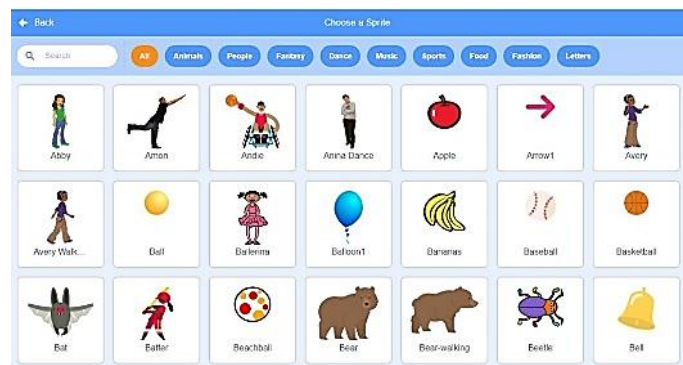 Back Choose a Sprite
Search All Animals People Fantasy Dance Music Sports Food Fashion Letters
Abby Amon Andie Anina Dance Apple Arrow1 Avery
Avery Walk... Ball Ballerina Balloon1 Bananas Baseball Basketball
Bat Batter Beachball Bear Bear-walking Beetle Bell